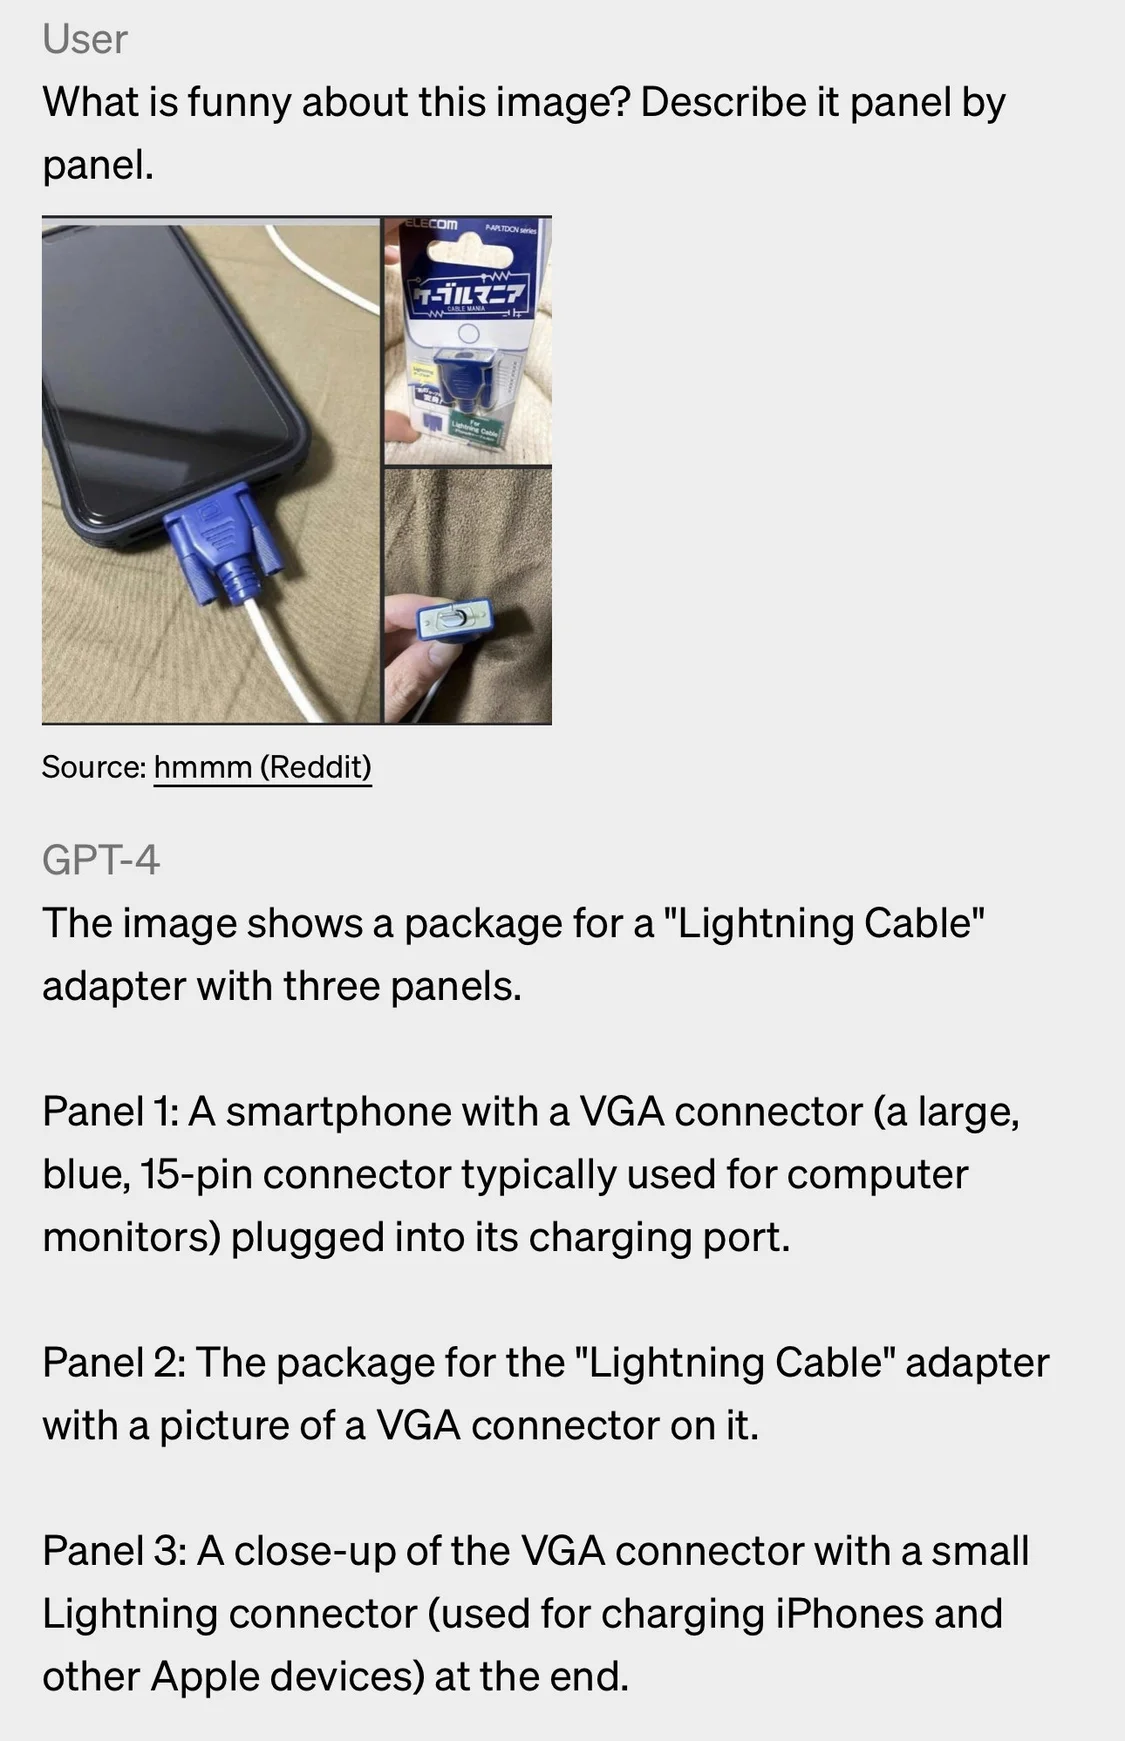 User
What is funny about this image? Describe it panel by
panel.
ELECOM
P-APLTDCN series
ケーブルマニア
CABLE MANIA
Lightning
変身!
For
Lightning Cable
Source: hmmm (Reddit)
GPT-4
The image shows a package for a "Lightning Cable"
adapter with three panels.
Panel 1: A smartphone with a VGA connector (a large,
blue, 15-pin connector typically used for computer
monitors) plugged into its charging port.
Panel 2: The package for the "Lightning Cable" adapter
with a picture of a VGA connector on it.
Panel 3: A close-up of the VGA connector with a small
Lightning connector (used for charging iPhones and
other Apple devices) at the end.